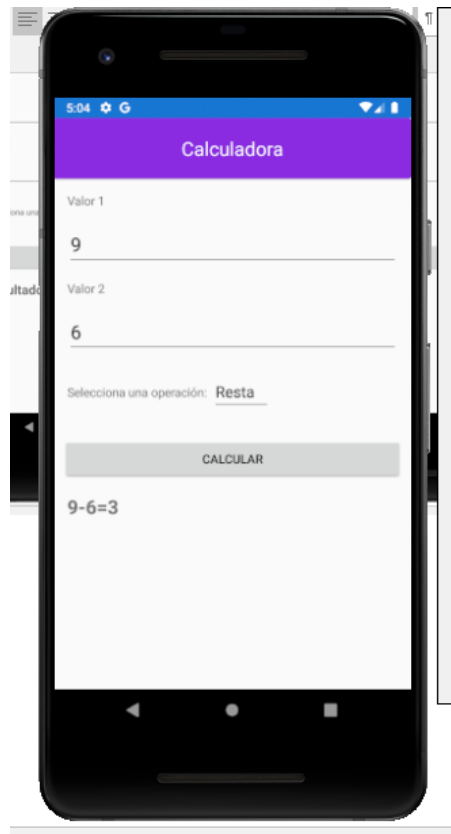 5:04 G
Calculadora
Valor 1
9
Valor 2
6
Selecciona una operación: Resta
CALCULAR
9-6=3